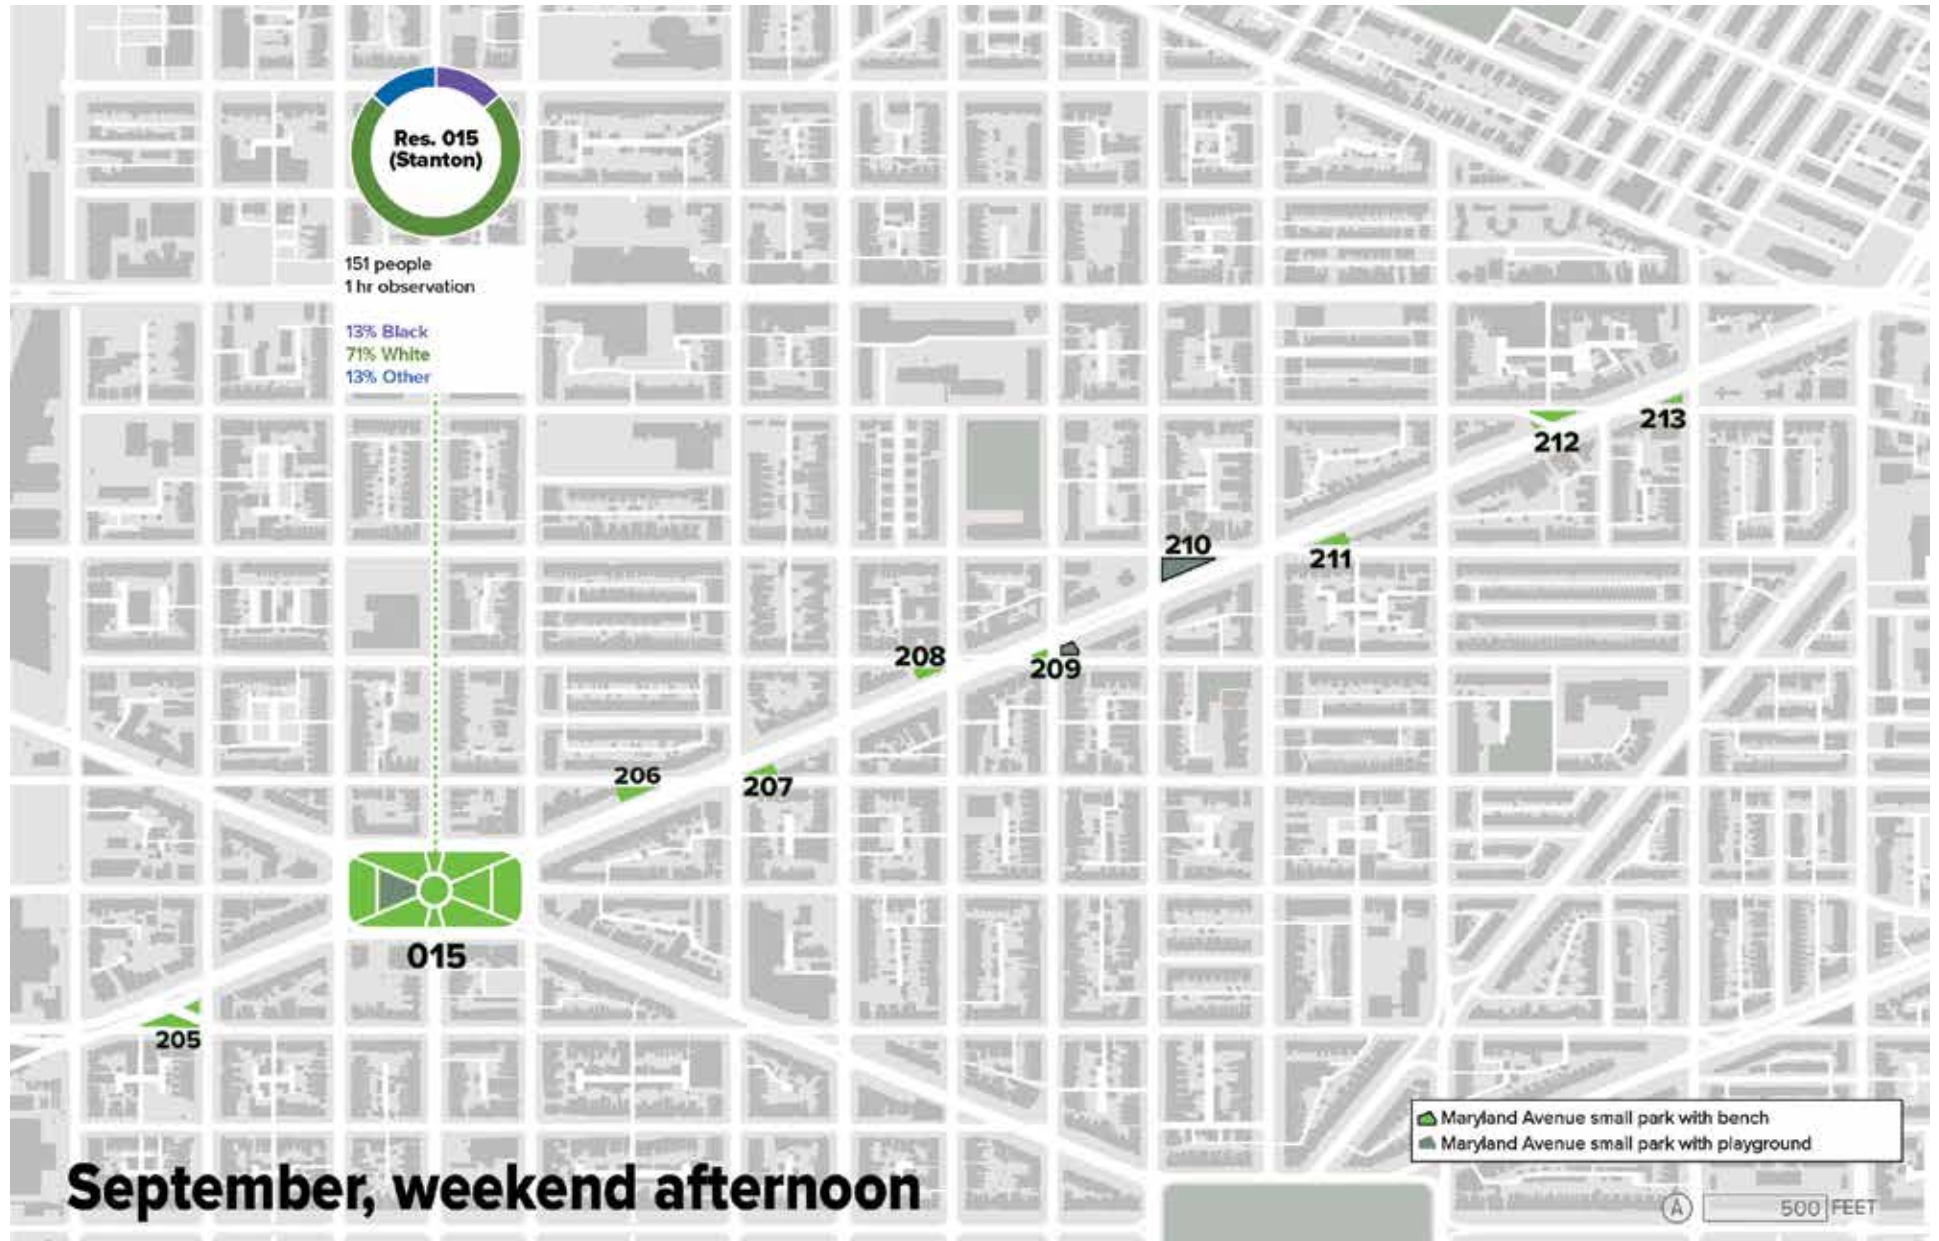 Res. 015
(Stanton)
151 people
1 hr observation
13% Black
71% White
13% Other
213
212
210
211
208
209
206
207
015
205
Maryland Avenue small park with bench
Maryland Avenue small park with playground
September, weekend afternoon
A 500 FEET